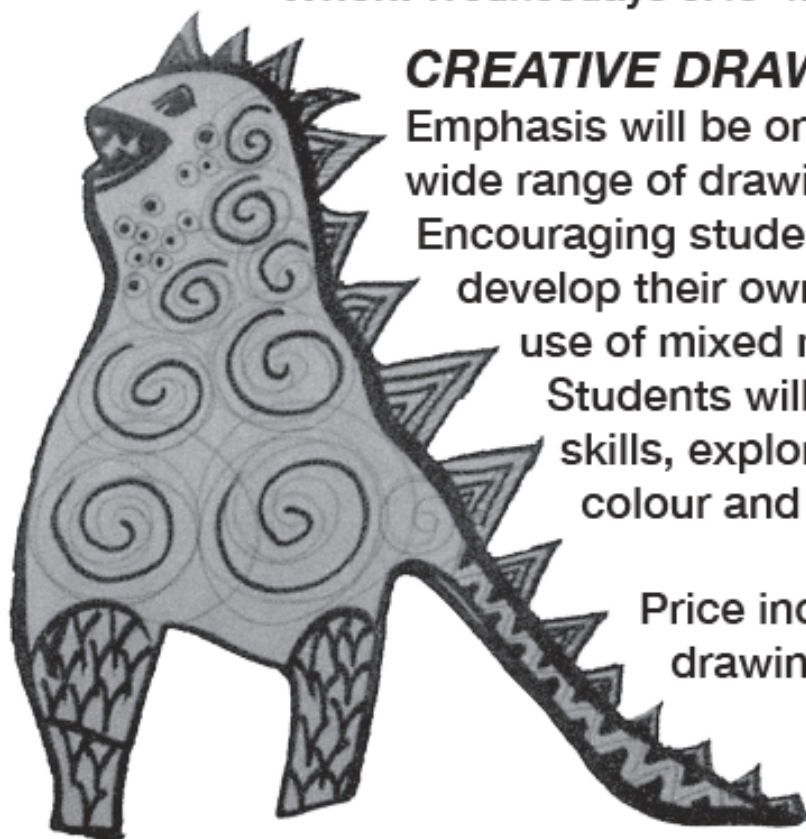 CREATIVE DRAW
Emphasis will be on
wide range of drawi
Encouraging stude
develop their own
use of mixed
Students will
skills, explor
colour and
Price inc
drawin